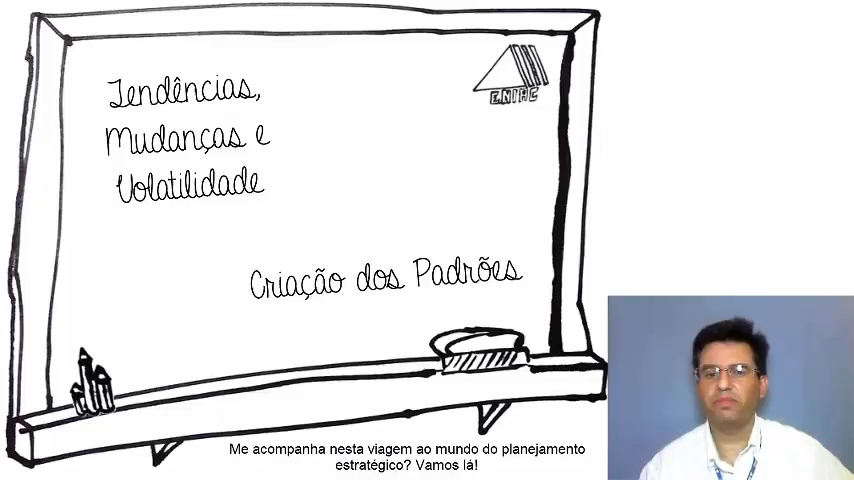 Tendências,
Mudanças e
Volatilidade
ENIAC
Criação dos Padrões
Me acompanha nesta viagem ao mundo do planejamento
estratégico? Vamos lá!